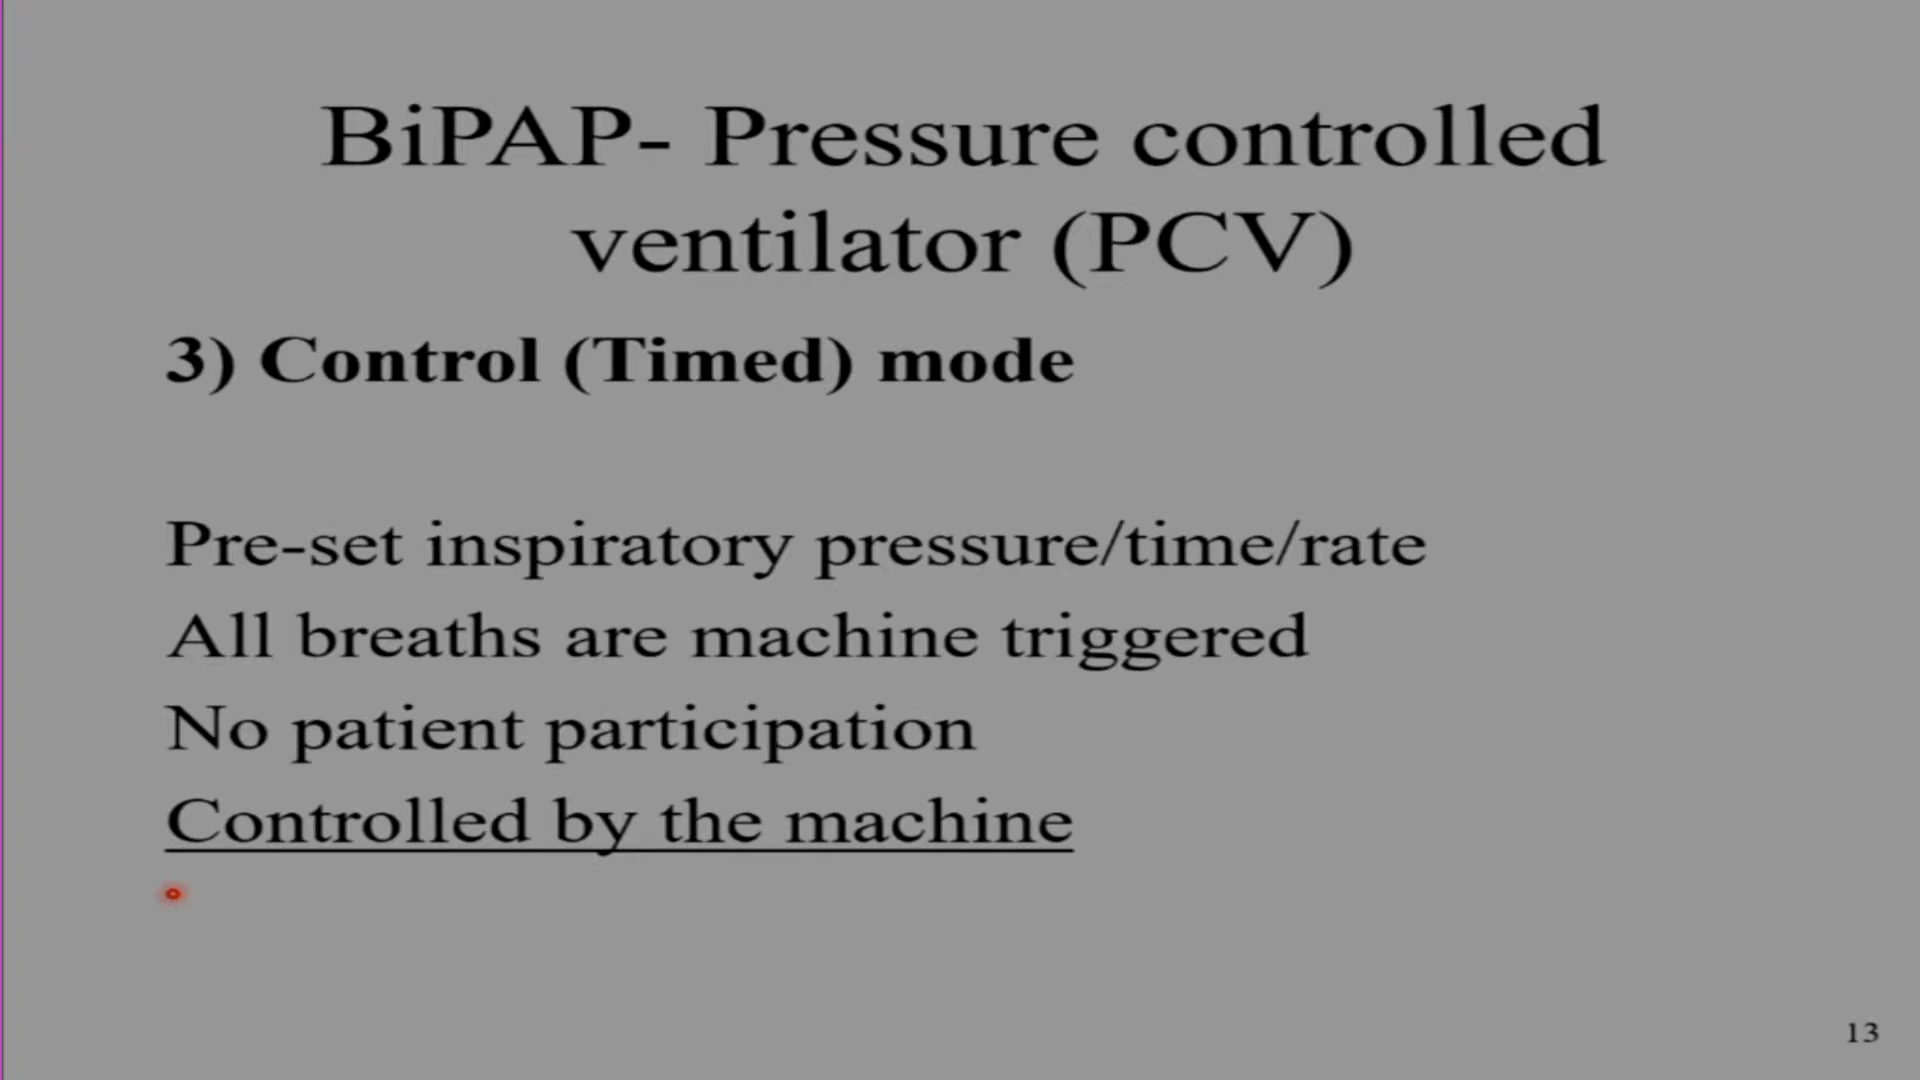 BiPAP- Pressure controlled
ventilator (PCV)
3) Control (Timed) mode
Pre-set inspiratory pressure/time/rate
All breaths are machine triggered
No patient participation
Controlled by the machine
13